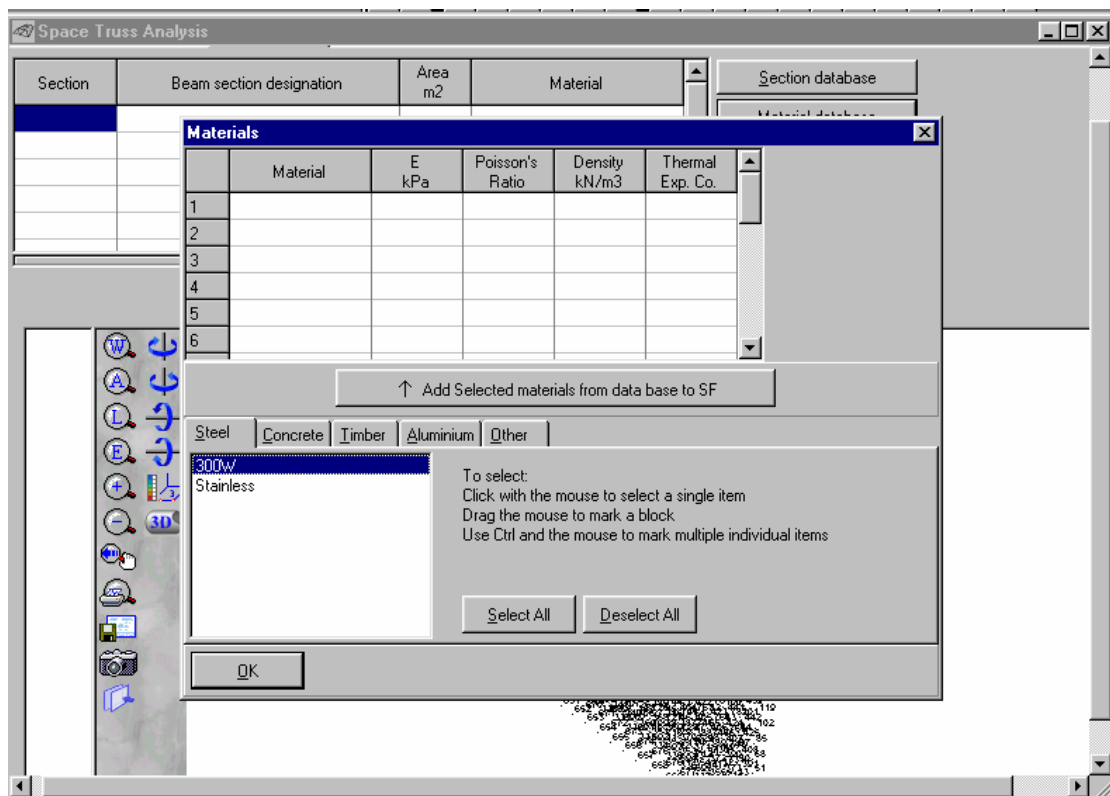 Space Truss Analysis
Section
Beam section designation
Area
m2
Material
Section database
Material database
Materials
Material
E
kPa
Poisson's
Ratio
Density
kN/m3
Thermal
Exp. Co.
1
2
3
4
5
6
↑ Add Selected materials from data base to SF
Steel
Concrete
Timber
Aluminium
Other
300W
Stainless
To select:
Click with the mouse to select a single item
Drag the mouse to mark a block
Use Ctrl and the mouse to mark multiple individual items
Select All
Deselect All
OK
W
A
L
E
3D